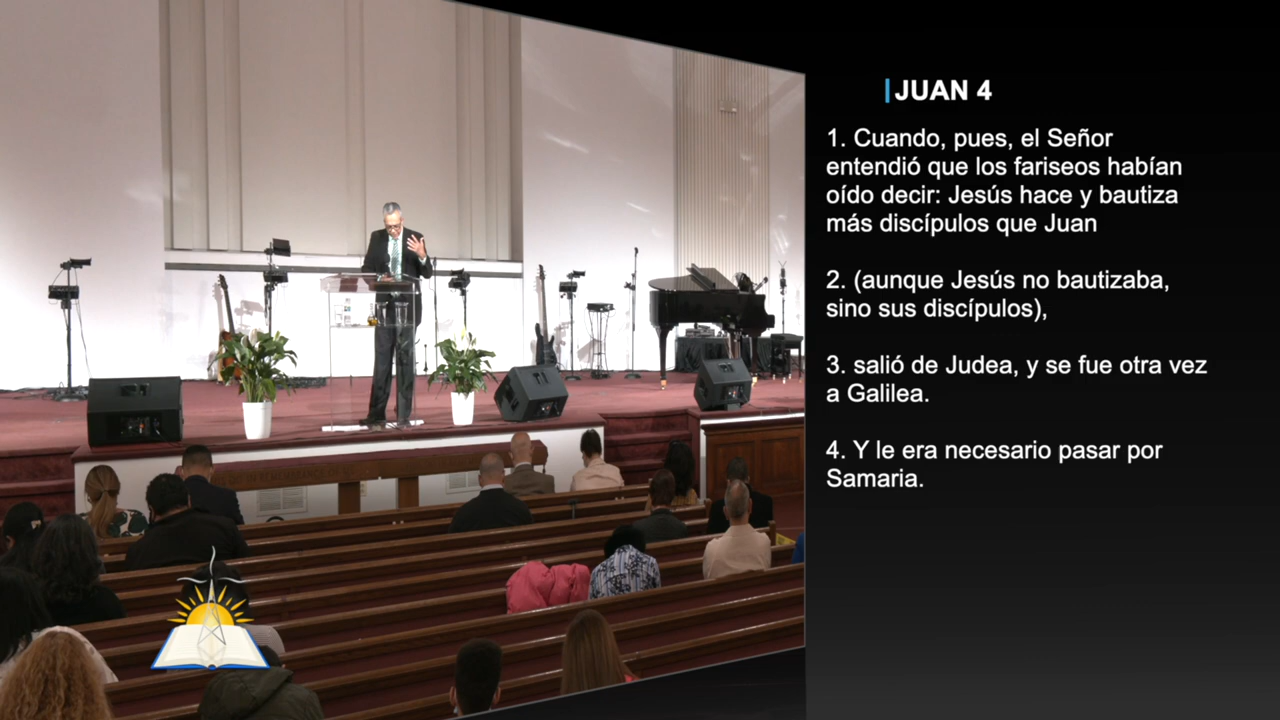 JUAN 4
1. Cuando, pues, el Señor
entendió que los fariseos habían
oído decir: Jesús hace y bautiza
más discípulos que Juan
2. (aunque Jesús no bautizaba,
sino sus discípulos),
3. salió de Judea, y se fue otra vez
a Galilea.
4. Y le era necesario pasar por
Samaria.